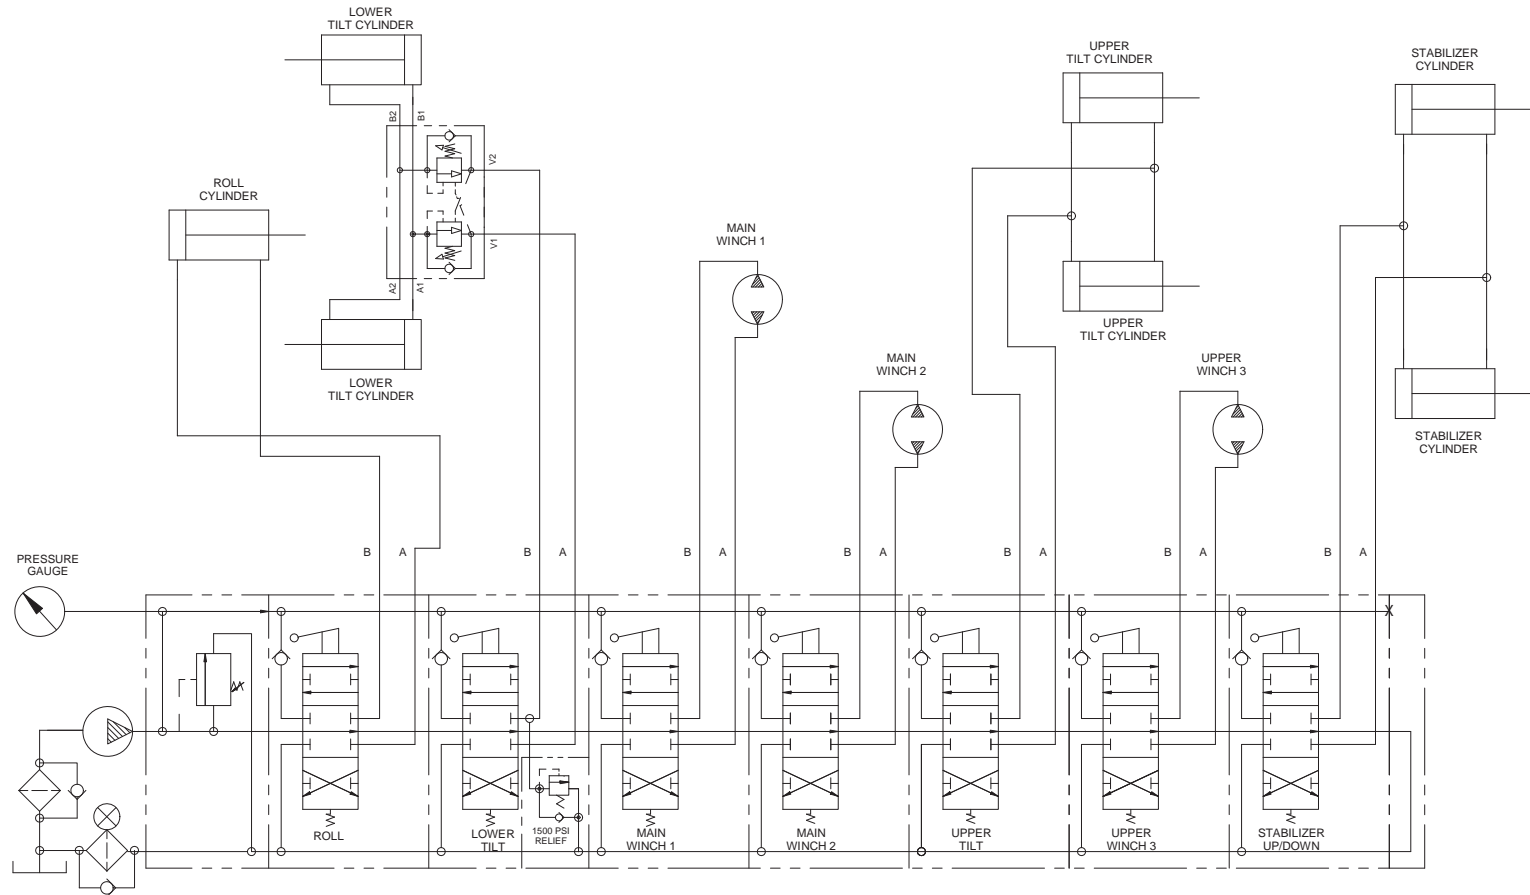 LOWER
TILT CYLINDER
UPPER
TILT CYLINDER
STABILIZER
CYLINDER
B2
B1
V2
ROLL
CYLINDER
MAIN
WINCH 1
V1
A2
A1
UPPER
TILT CYLINDER
LOWER
TILT CYLINDER
MAIN
WINCH 2
UPPER
WINCH 3
STABILIZER
CYLINDER
PRESSURE
GAUGE
B A
B A
B A
B A
B A
B A
B A
X
ROLL
LOWER
TILT
1500 PSI
RELIEF
MAIN
WINCH 1
MAIN
WINCH 2
UPPER
TILT
UPPER
WINCH 3
STABILIZER
UP/DOWN